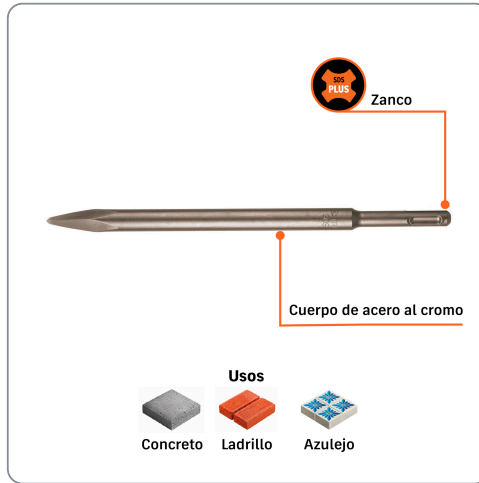 SDS
PLUS
Zanco
Cuerpo de acero al cromo
Usos
Concreto
Ladrillo
Azulejo